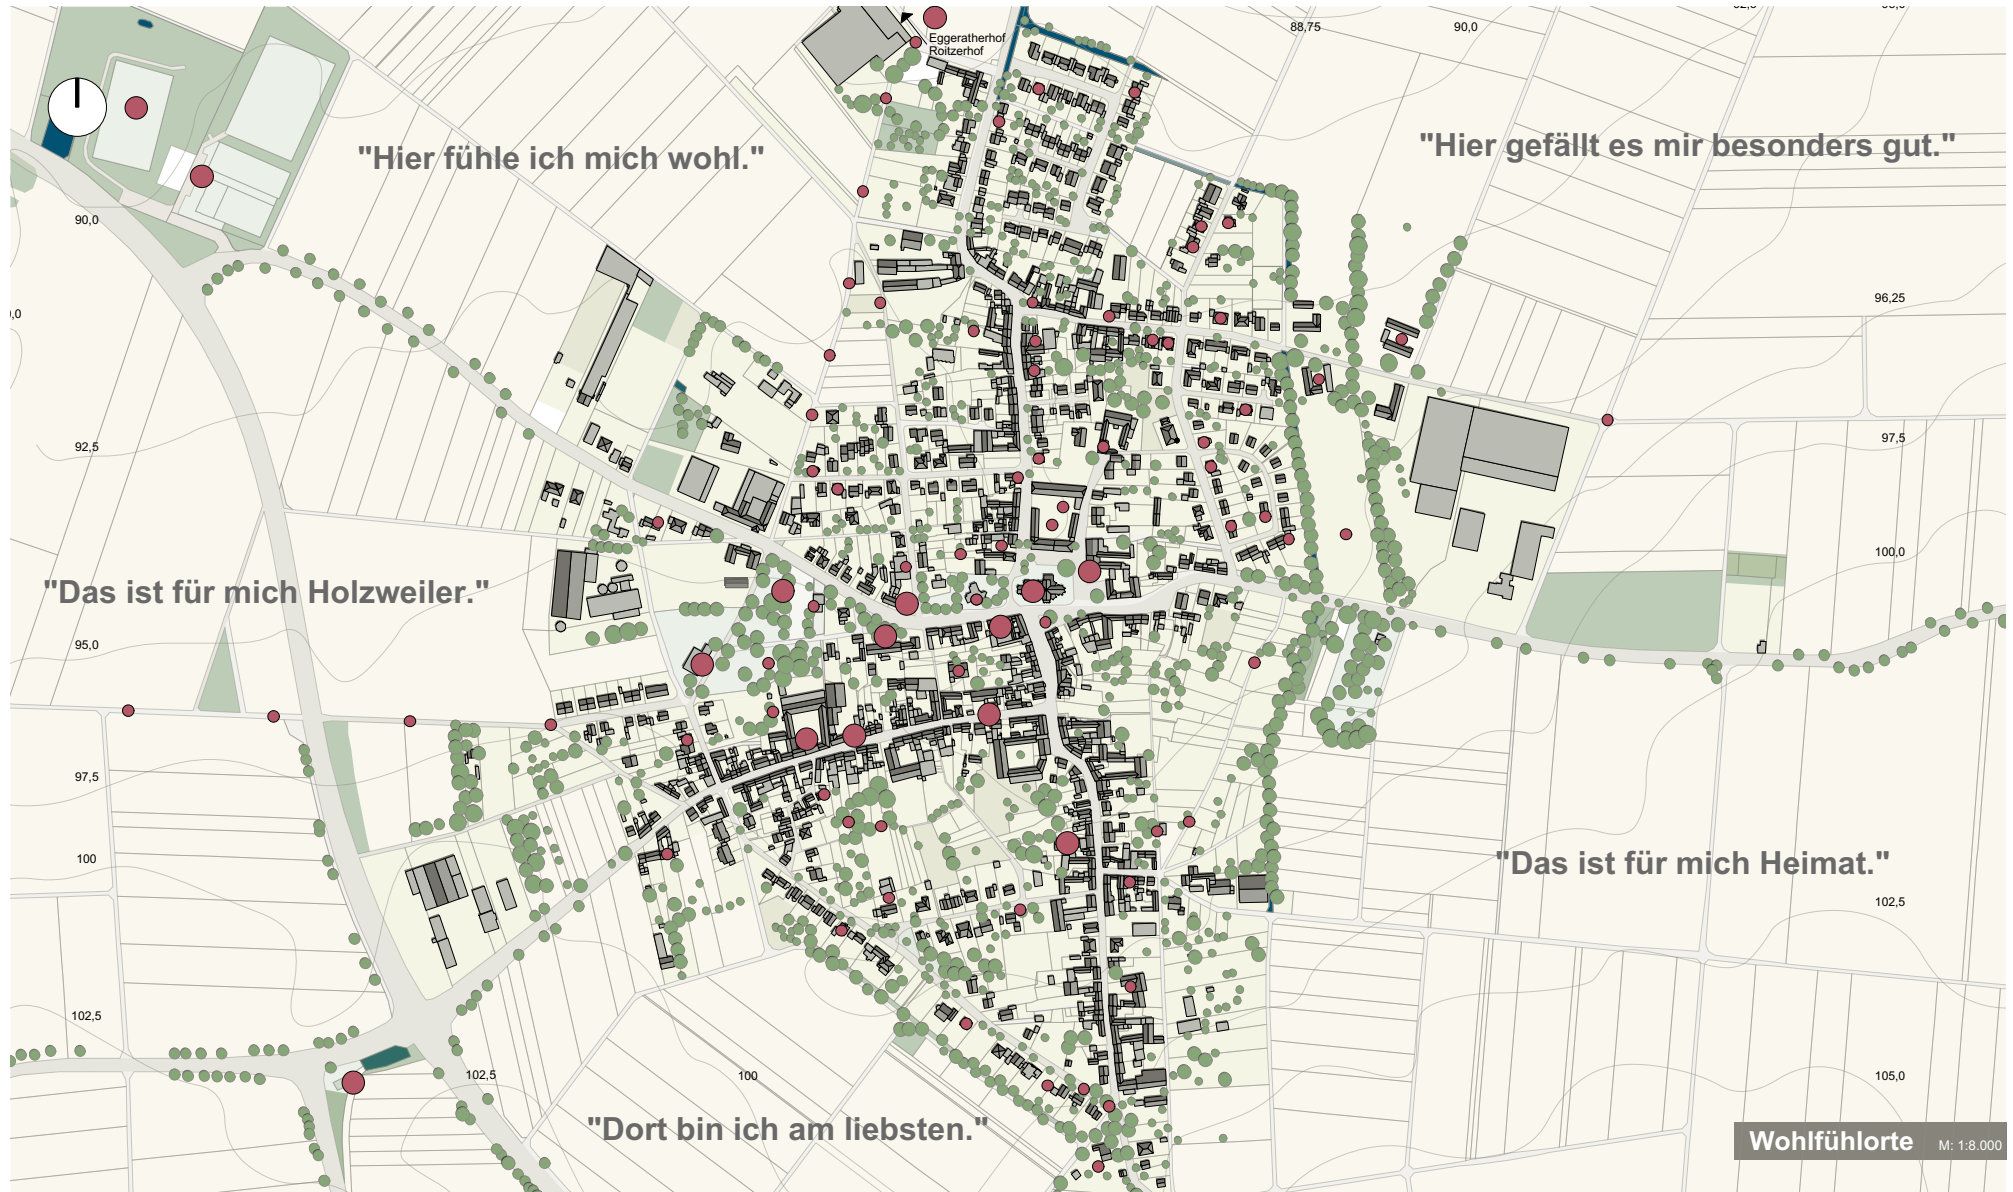 88,75
90,0
Eggeratherhof
Roitzerhof
"Hier gefällt es mir besonders gut."
"Hier fühle ich mich wohl."
90,0
96,25
97,5
92,5
100,0
"Das ist für mich Holzweiler."
95,0
97,5
100
"Das ist für mich Heimat."
102,5
102,5
102,5
100
105,0
"Dort bin ich am liebsten."
Wohlfühlorte M: 1:8.000